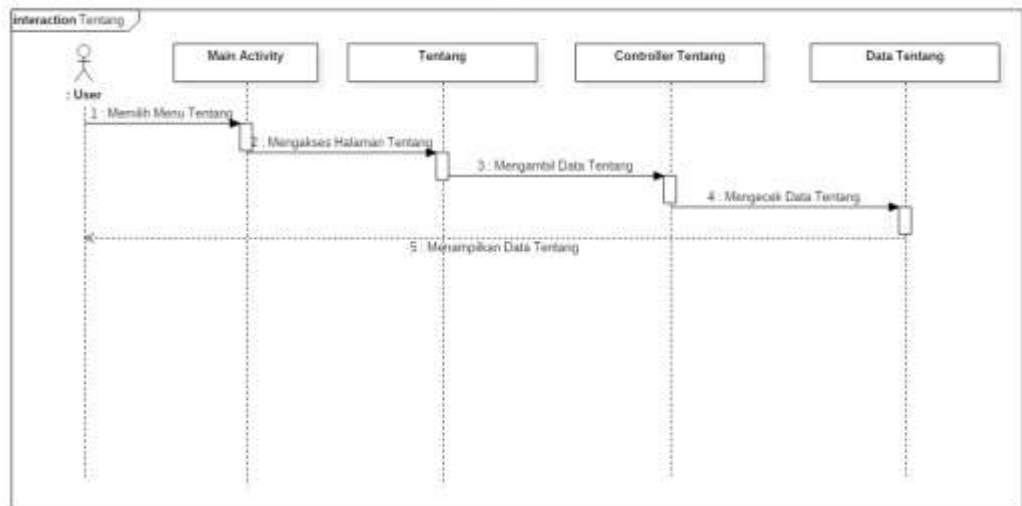 interaction Tentang
Main Activity
Tentang
Controller Tentang
Data Tentang
: User
1 : Memilih Menu Tentang
2 : Mengakses Halaman Tentang
3 : Mengambil Data Tentang
4 : Mengecek Data Tentang
5 : Menampilkan Data Tentang